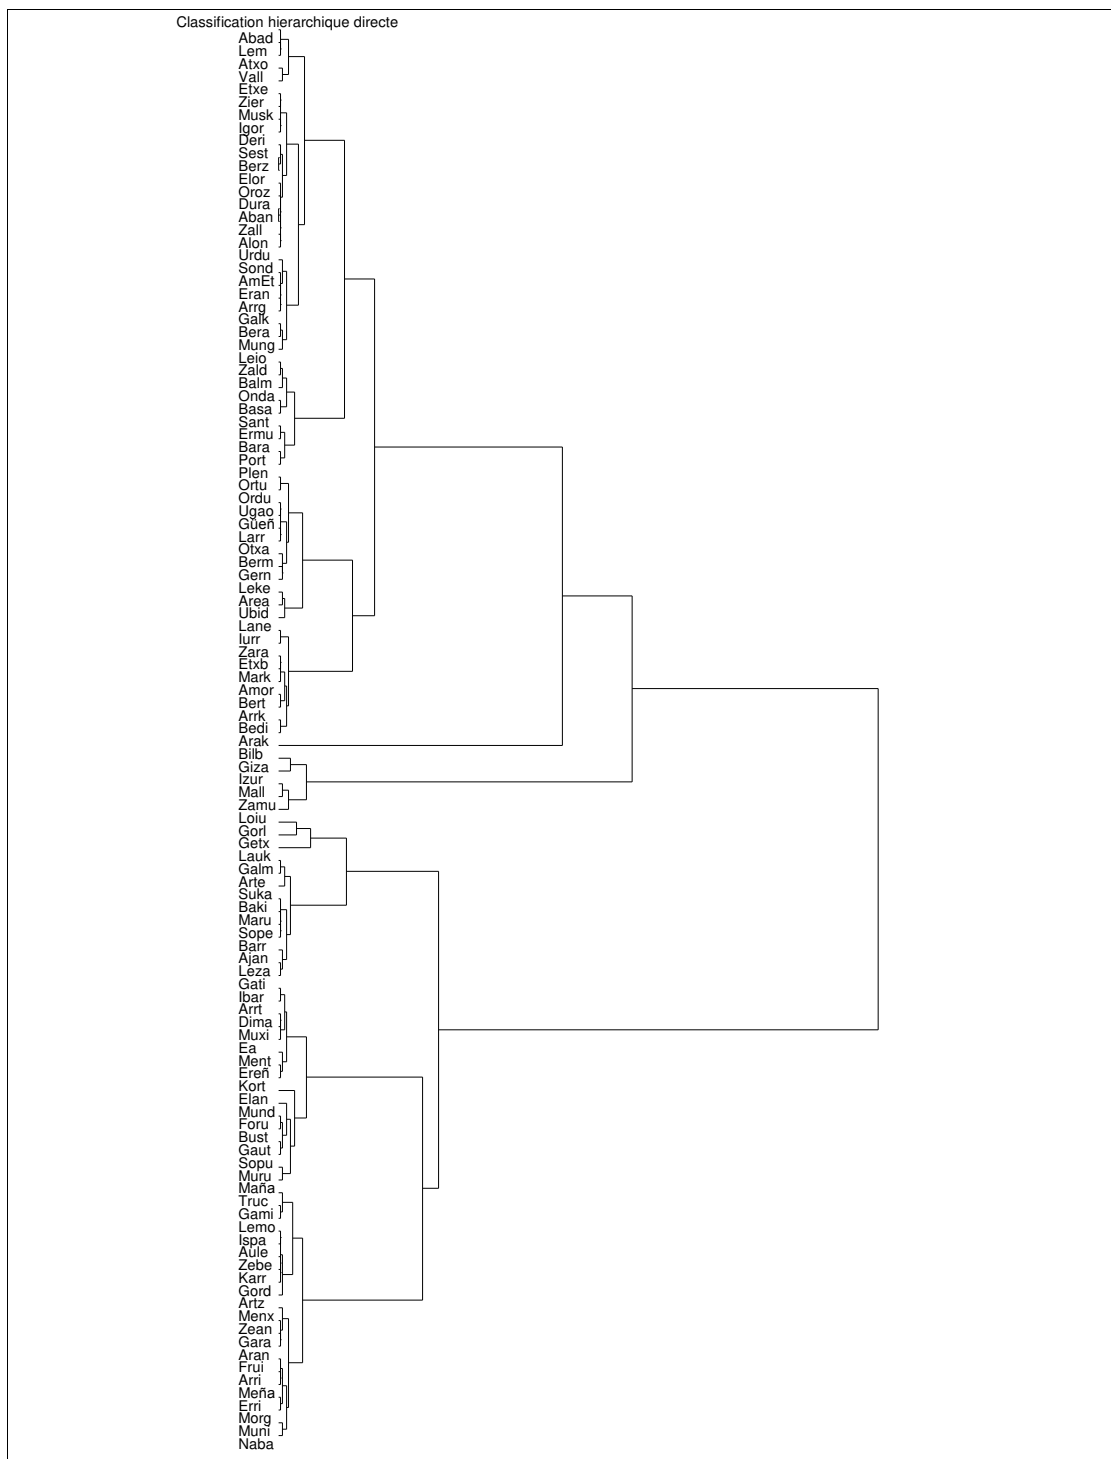 Classification hierarchique directe
Abad
Lem
Atxo
Vall
Etxe
Zier
Musk
Igor
Deri
Sest
Berz
Elor
Oroz
Dura
Aban
Zall
Alon
Urdu
Sond
AmEt
Eran
Arrg
Galk
Bera
Mung
Leio
Zald
Balm
Onda
Basa
Sant
Ermu
Bara
Port
Plen
Ortu
Ordu
Ugao
Gueñ
Larr
Otxa
Berm
Gern
Leke
Area
Ubid
Lane
Iurr
Zara
Etxb
Mark
Amor
Bert
Arrk
Bedi
Arak
Bilb
Giza
Izur
Mall
Zamu
Loiu
Gorl
Getx
Lauk
Galm
Arte
Suka
Baki
Maru
Sope
Barr
Ajan
Leza
Gati
Ibar
Arrt
Dima
Muxi
Ea
Ment
Ereñ
Kort
Elan
Mund
Foru
Bust
Gaut
Sopu
Muru
Maña
Truc
Gami
Lemo
Ispa
Aule
Zebe
Karr
Gord
Artz
Menx
Zean
Gara
Aran
Frui
Arri
Meña
Erri
Morg
Muni
Naba